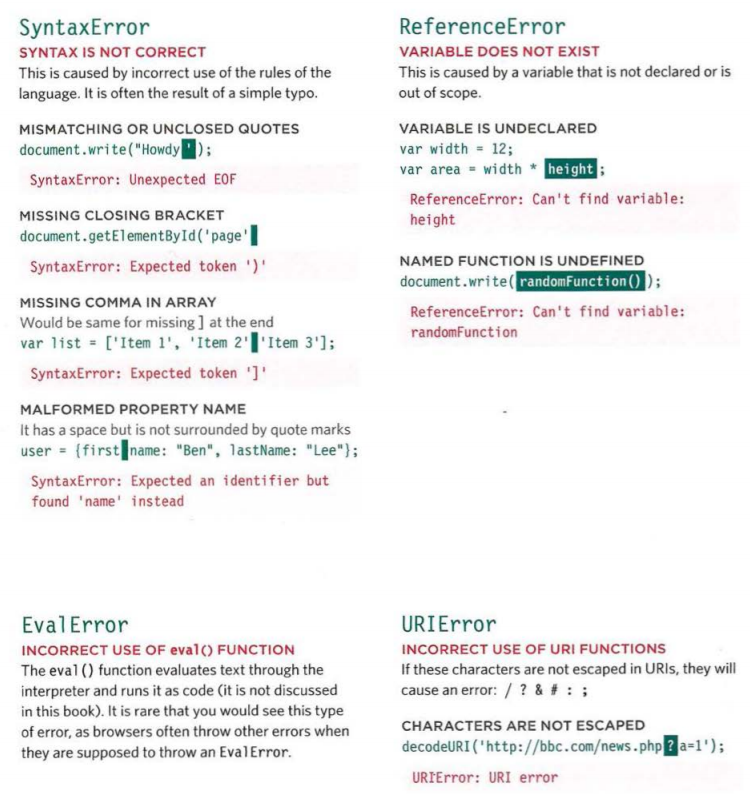 SyntaxError
SYNTAX IS NOT CORRECT
This is caused by incorrect use of the rules of the
language. It is often the result of a simple typo.
MISMATCHING OR UNCLOSED QUOTES
document.write("Howdy');
SyntaxError: Unexpected EOF
MISSING CLOSING BRACKET
document.getElementById('page'
SyntaxError: Expected token ')'
MISSING COMMA IN ARRAY
Would be same for missing ] at the end
var list = ['Item 1', 'Item 2' 'Item 3'];
SyntaxError: Expected token ']'
MALFORMED PROPERTY NAME
It has a space but is not surrounded by quote marks
user = {first name: "Ben", lastName: "Lee"};
SyntaxError: Expected an identifier but
found 'name' instead
ReferenceError
VARIABLE DOES NOT EXIST
This is caused by a variable that is not declared or is
out of scope.
VARIABLE IS UNDECLARED
var width = 12;
var area = width * height;
ReferenceError: Can't find variable:
height
NAMED FUNCTION IS UNDEFINED
document.write(randomFunction());
ReferenceError: Can't find variable:
randomFunction
EvalError
INCORRECT USE OF eval() FUNCTION
The eval() function evaluates text through the
interpreter and runs it as code (it is not discussed
in this book). It is rare that you would see this type
of error, as browsers often throw other errors when
they are supposed to throw an EvalError.
URIError
INCORRECT USE OF URI FUNCTIONS
If these characters are not escaped in URIs, they will
cause an error: / ? & # : ;
CHARACTERS ARE NOT ESCAPED
decodeURI('http://bbc.com/news.php?a=1');
URIError: URI error